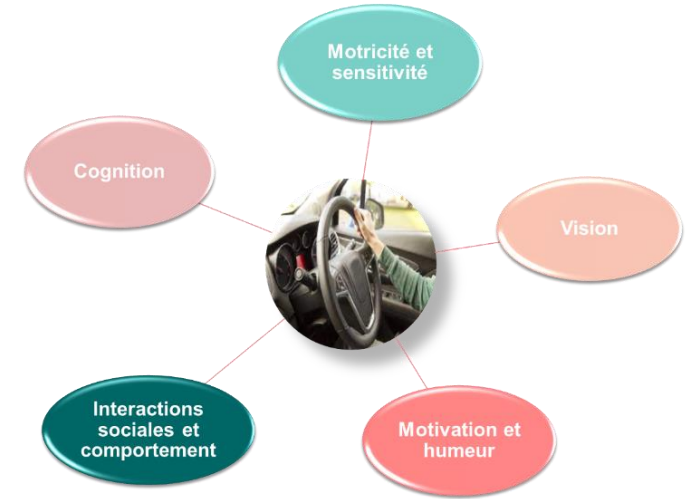 Motricité et
sensitivité
Cognition
Vision
Interactions
sociales et
comportement
Motivation et
humeur